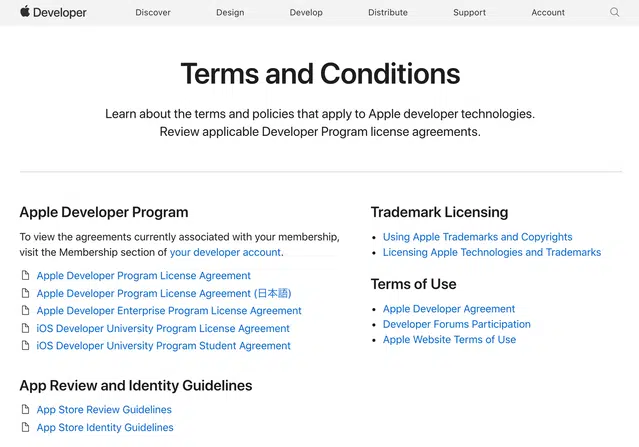 Developer
Discover
Design
Develop
Distribute
Support
Account
Terms and Conditions
Learn about the terms and policies that apply to Apple developer technologies.
Review applicable Developer Program license agreements.
Apple Developer Program
To view the agreements currently associated with your membership,
visit the Membership section of your developer account.
Apple Developer Program License Agreement
Apple Developer Program License Agreement (日本語)
Apple Developer Enterprise Program License Agreement
iOS Developer University Program License Agreement
iOS Developer University Program Student Agreement
App Review and Identity Guidelines
App Store Review Guidelines
App Store Identity Guidelines
Trademark Licensing
Using Apple Trademarks and Copyrights
Licensing Apple Technologies and Trademarks
Terms of Use
Apple Developer Agreement
Developer Forums Participation
Apple Website Terms of Use